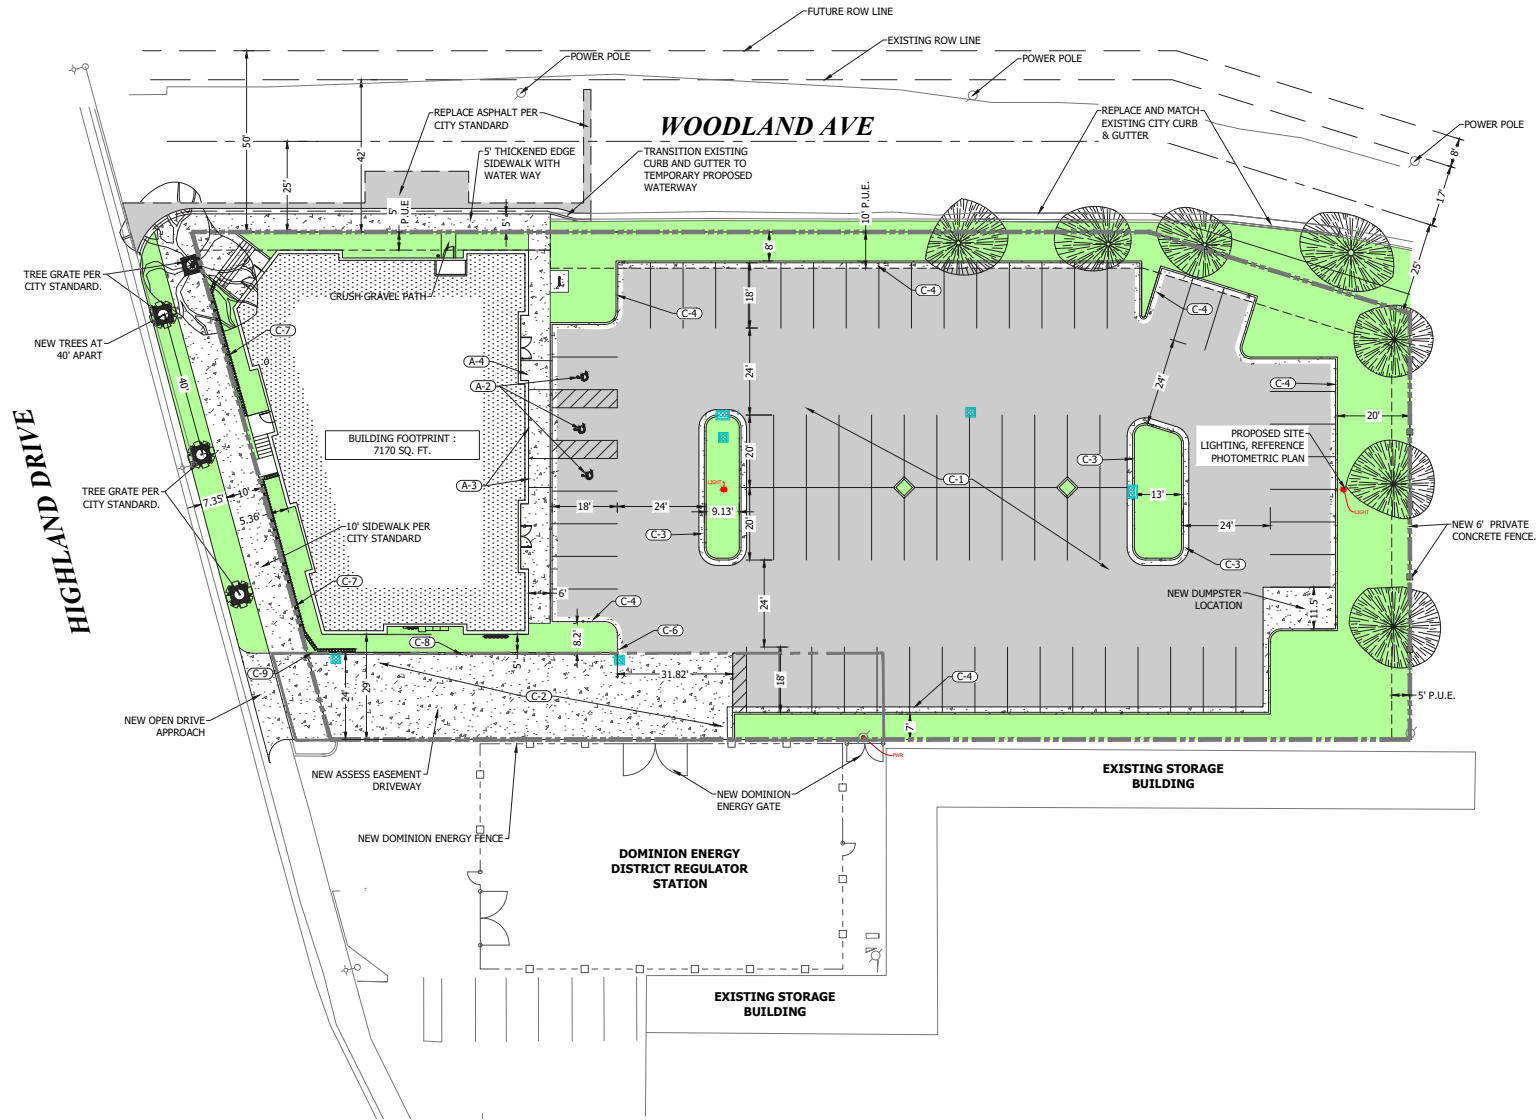 FUTURE ROW LINE
EXISTING ROW LINE
POWER POLE
POWER POLE
REPLACE ASPHALT PER
CITY STANDARD
WOODLAND AVE
REPLACE AND MATCH
EXISTING CITY CURB
& GUTTER
POWER POLE
50'
42'
25'
5' THICKENED EDGE
SIDEWALK WITH
WATER WAY
TRANSITION EXISTING
CURB AND GUTTER TO
TEMPORARY PROPOSED
WATERWAY
8'
17'
25'
5'
P.U.E
5'
10' P.U.E.
8'
TREE GRATE PER
CITY STANDARD.
CRUSH GRAVEL PATH
C-4
18'
C-4
C-4
NEW TREES AT
40' APART
C-7
A-4
A-2
24'
24'
C-4
40'
20'
HIGHLAND DRIVE
BUILDING FOOTPRINT :
7170 SQ. FT.
PROPOSED SITE
LIGHTING, REFERENCE
PHOTOMETRIC PLAN
20'
C-3
C-1
A-3
LIGHT
13'
TREE GRATE PER
CITY STANDARD.
7.35'
10'
5.36'
18'
24'
9.13'
20'
24'
LIGHT
10' SIDEWALK PER
CITY STANDARD
C-3
C-3
NEW 6' PRIVATE
CONCRETE FENCE.
C-7
6'
C-4
24'
NEW DUMPSTER
LOCATION
11.5'
8.2'
C-6
C-8
5'
C-9
31.82'
18'
C-4
24'
29'
C-2
5' P.U.E.
NEW OPEN DRIVE
APPROACH
7'
PWR
NEW ASSESS EASEMENT
DRIVEWAY
NEW DOMINION
ENERGY GATE
EXISTING STORAGE
BUILDING
NEW DOMINION ENERGY FENCE
DOMINION ENERGY
DISTRICT REGULATOR
STATION
EXISTING STORAGE
BUILDING